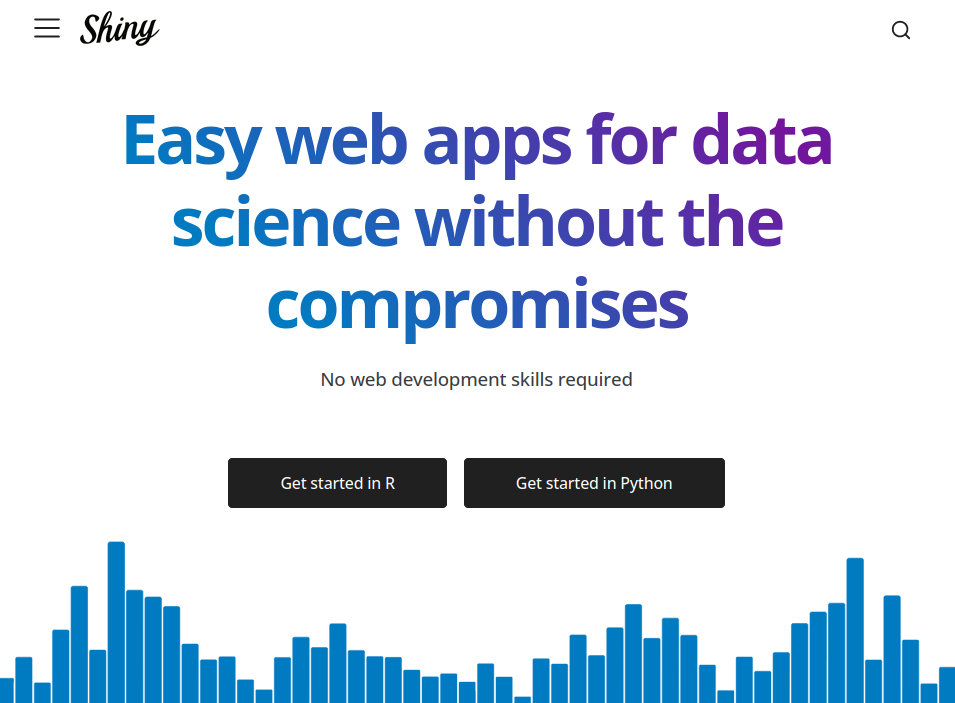 Shiny
Easy web apps for data
science without the
compromises
No web development skills required
Get started in R
Get started in Python